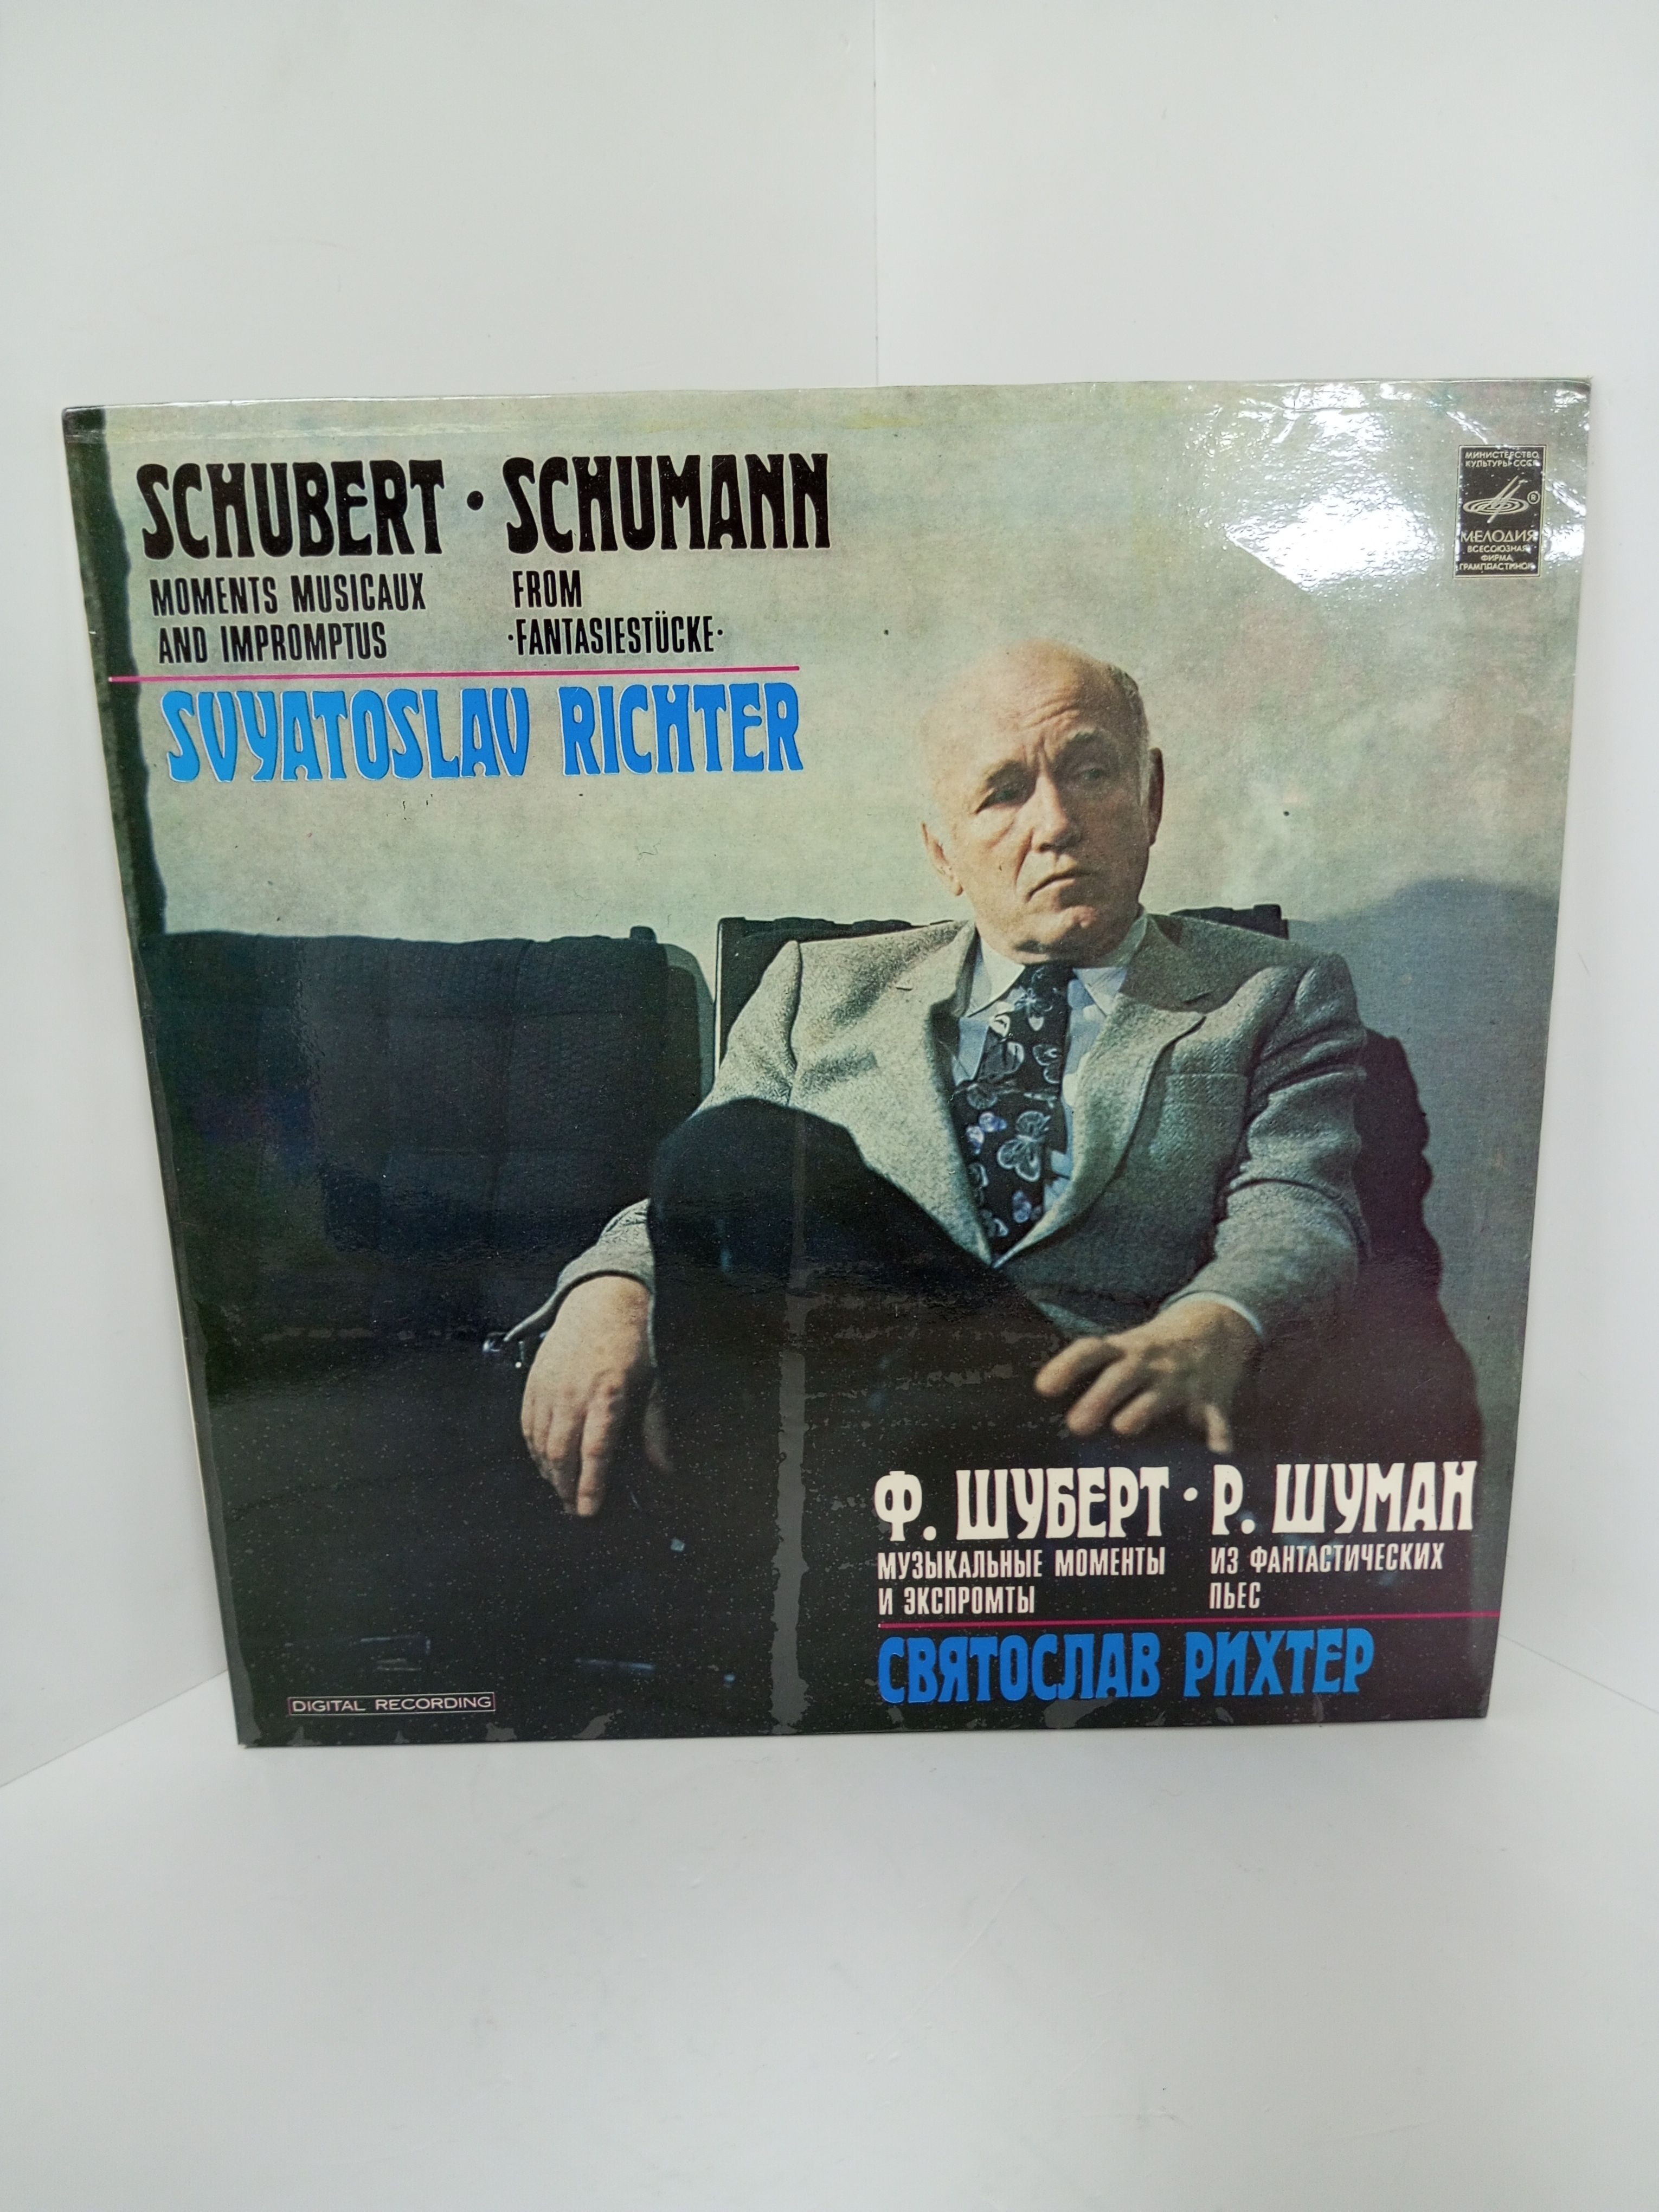 SCHUBERT · SCHUMANN
MOMENTS MUSICAUX
AND IMPROMPTUS
FROM
·FANTASIESTÜCKE·
SVYATOSLAV RICHTER
МИНИСТЕРСТВО
КУЛЬТУРЫ СССР
®
МЕЛОДИЯ
ВСЕСОЮЗНАЯ
ФИРМА
ГРАМПЛАСТИНОК
Ф. ШУБЕРТ · Р. ШУМАН
МУЗЫКАЛЬНЫЕ МОМЕНТЫ
И ЭКСПРОМТЫ
ИЗ ФАНТАСТИЧЕСКИХ
ПЬЕС
СВЯТОСЛАВ РИХТЕР
DIGITAL RECORDING